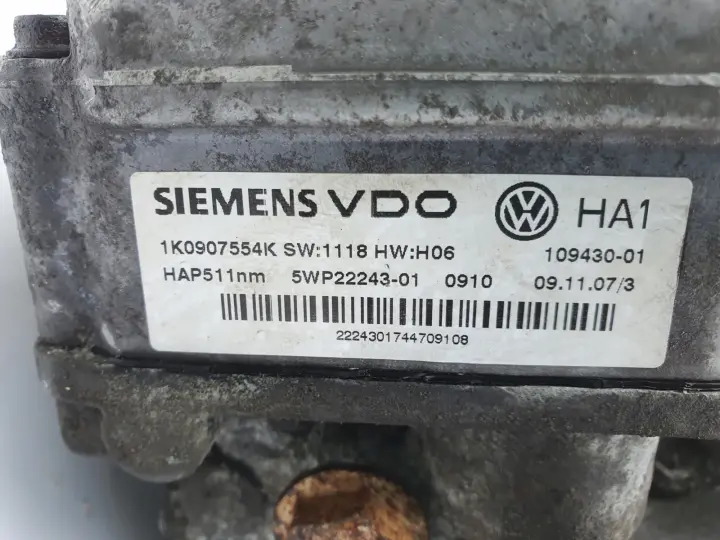 SIEMENS VDO HA1
1K0907554K SW:1118 HW:H06 109430-01
HAP511nm 5WP22243-01 0910 09.11.07/3
2224301744709108